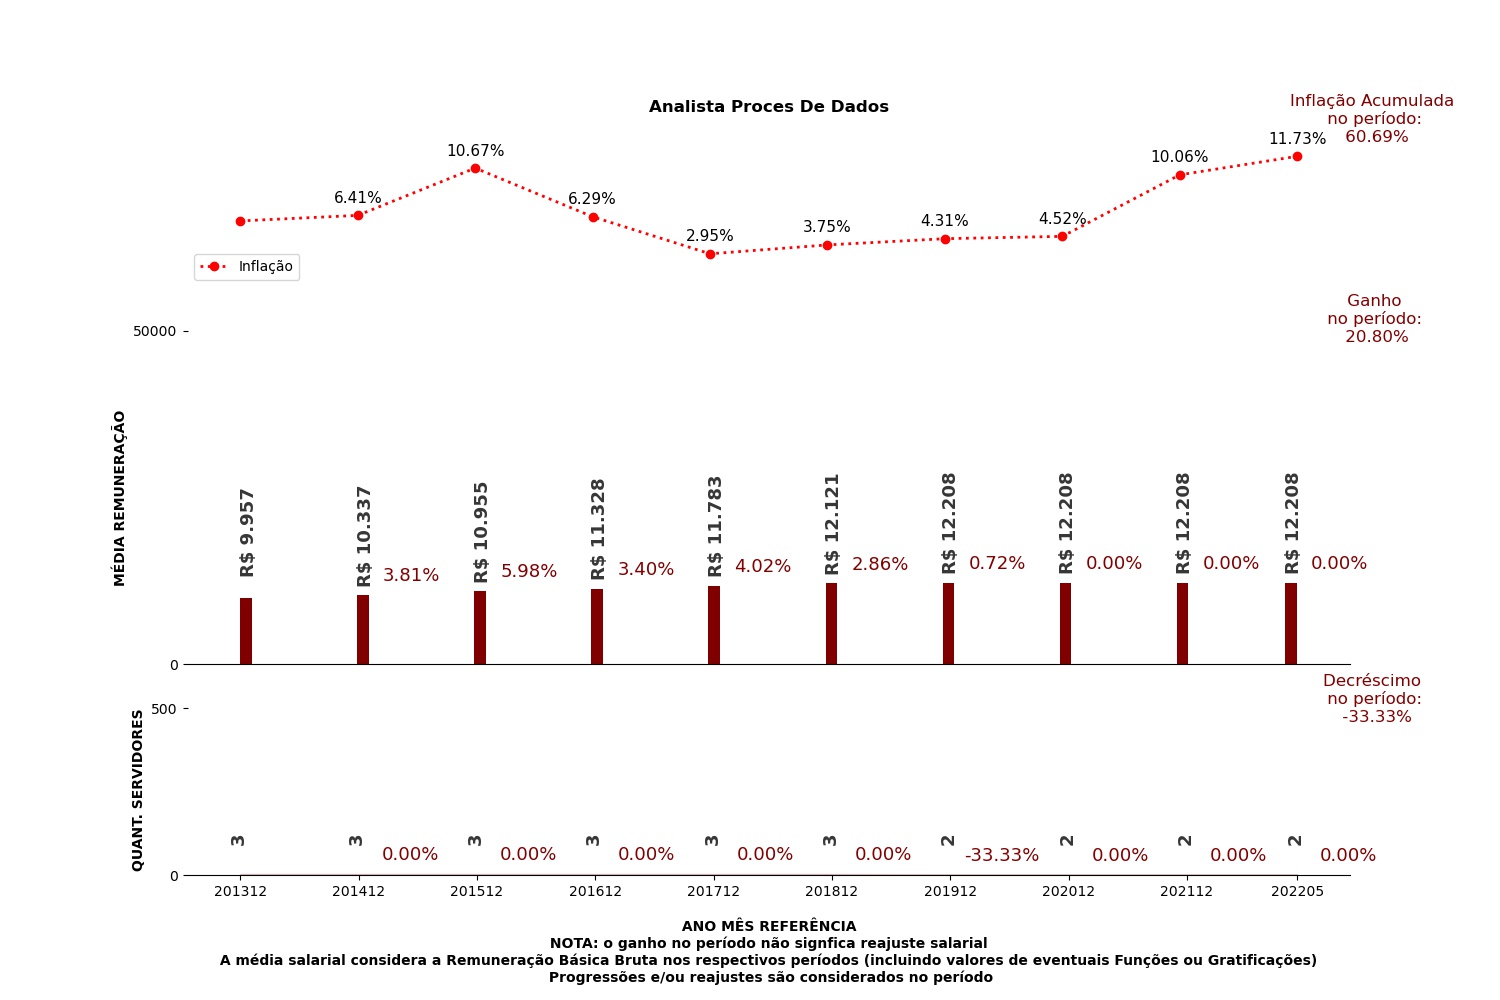 Analista Proces De Dados
Inflação Acumulada
no período:
60.69%
6.41%
10.67%
6.29%
2.95%
3.75%
4.31%
4.52%
10.06%
11.73%
Inflação
Ganho
no período:
20.80%
50000
0
MÉDIA REMUNERAÇÃO
R$ 9.957
R$ 10.337
R$ 10.955
R$ 11.328
R$ 11.783
R$ 12.121
R$ 12.208
R$ 12.208
R$ 12.208
R$ 12.208
3.81%
5.98%
3.40%
4.02%
2.86%
0.72%
0.00%
0.00%
0.00%
Decréscimo
no período:
-33.33%
500
0
QUANT. SERVIDORES
3
3
3
3
3
3
2
2
2
2
0.00%
0.00%
0.00%
0.00%
0.00%
-33.33%
0.00%
0.00%
0.00%
201312
201412
201512
201612
201712
201812
201912
202012
202112
202205
ANO MÊS REFERÊNCIA
NOTA: o ganho no período não signfica reajuste salarial
A média salarial considera a Remuneração Básica Bruta nos respectivos períodos (incluindo valores de eventuais Funções ou Gratificações)
Progressões e/ou reajustes são considerados no período